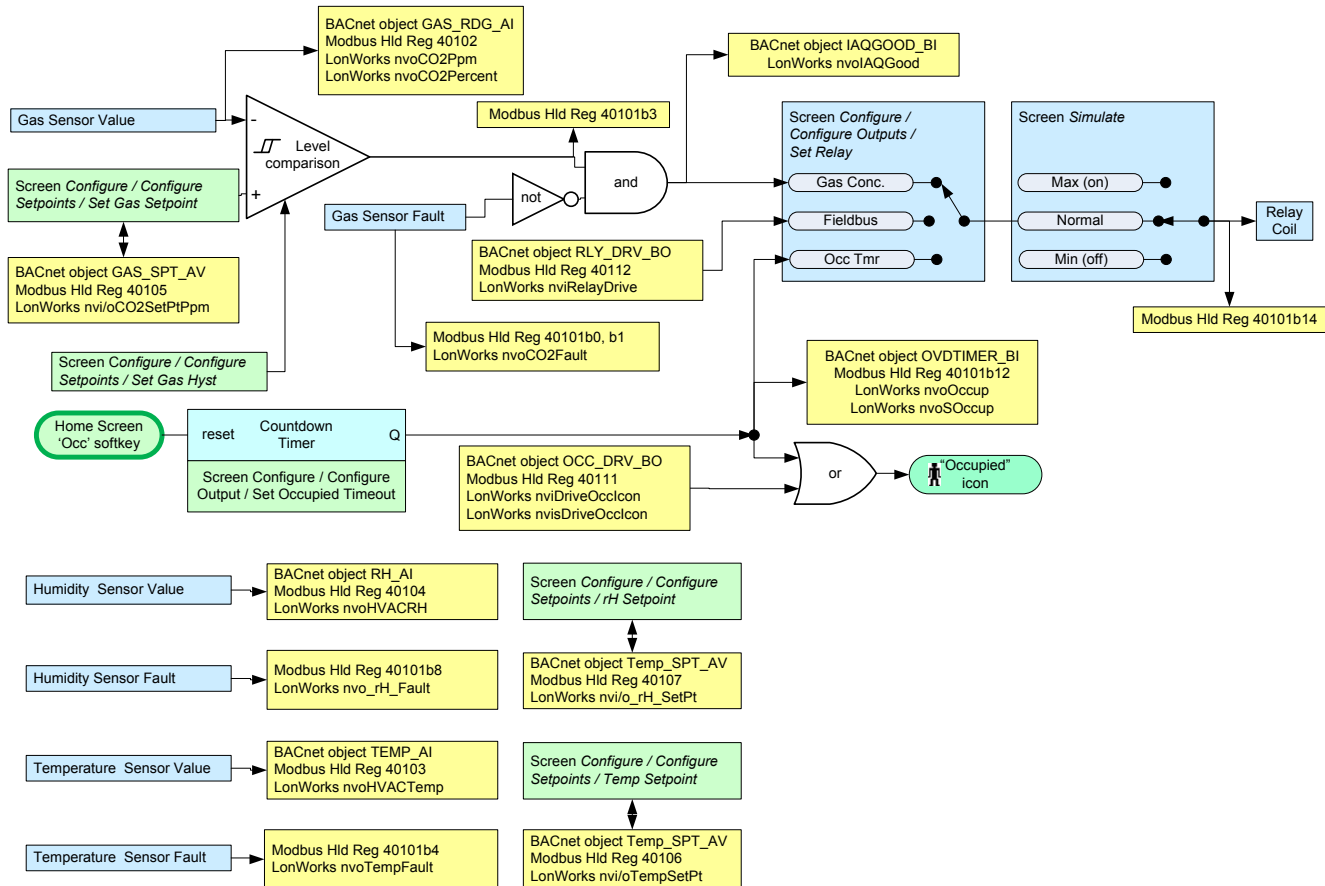 BACnet object GAS_RDG_AI
Modbus Hld Reg 40102
LonWorks nvoCO2Ppm
LonWorks nvoCO2Percent
BACnet object IAQGOOD_BI
LonWorks nvoIAQGood
Gas Sensor Value
-
Level
comparison
+
Modbus Hld Reg 40101b3
Screen Configure / Configure
Setpoints / Set Gas Setpoint
BACnet object GAS_SPT_AV
Modbus Hld Reg 40105
LonWorks nvi/oCO2SetPtPpm
Screen Configure / Configure
Setpoints / Set Gas Hyst
Gas Sensor Fault
not
and
Screen Configure /
Configure Outputs /
Set Relay
Gas Conc.
Fieldbus
Occ Tmr
Screen Simulate
Max (on)
Normal
Min (off)
Relay
Coil
BACnet object RLY_DRV_BO
Modbus Hld Reg 40112
LonWorks nviRelayDrive
Modbus Hld Reg 40101b14
Modbus Hld Reg 40101b0, b1
LonWorks nvoCO2Fault
BACnet object OVDTIMER_BI
Modbus Hld Reg 40101b12
LonWorks nvoOccup
LonWorks nvoSOccup
Home Screen
'Occ' softkey
reset
Countdown
Timer
Q
Screen Configure / Configure
Output / Set Occupied Timeout
BACnet object OCC_DRV_BO
Modbus Hld Reg 40111
LonWorks nviDriveOccIcon
LonWorks nvisDriveOccIcon
or
"Occupied"
icon
Humidity Sensor Value
BACnet object RH_AI
Modbus Hld Reg 40104
LonWorks nvoHVACRH
Screen Configure / Configure
Setpoints / rH Setpoint
Humidity Sensor Fault
Modbus Hld Reg 40101b8
LonWorks nvo_rH_Fault
BACnet object Temp_SPT_AV
Modbus Hld Reg 40107
LonWorks nvi/o_rH_SetPt
Temperature Sensor Value
BACnet object TEMP_AI
Modbus Hld Reg 40103
LonWorks nvoHVACTemp
Screen Configure / Configure
Setpoints / Temp Setpoint
Temperature Sensor Fault
Modbus Hld Reg 40101b4
LonWorks nvoTempFault
BACnet object Temp_SPT_AV
Modbus Hld Reg 40106
LonWorks nvi/oTempSetPt